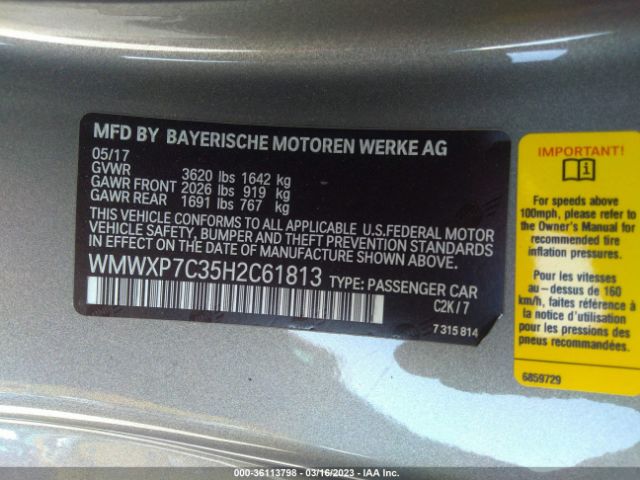 MFD BY BAYERISCHE MOTOREN WERKE AG
05/17
GVWR 3620 lbs 1642 kg
GAWR FRONT 2026 lbs 919 kg
GAWR REAR 1691 lbs 767 kg
THIS VEHICLE CONFORMS TO ALL APPLICABLE U.S.FEDERAL MOTOR
VEHICLE SAFETY, BUMPER AND THEFT PREVENTION STANDARDS
IN EFFECT ON THE DATE OF MANUFACTURE SHOWN ABOVE.
WMWXP7C35H2C61813 TYPE: PASSENGER CAR
C2K / 7
7 315 814
IMPORTANT!
For speeds above
100mph, please refer to
the Owner's Manual for
recommended tire
inflation pressures.
Pour les vitesses
au-dessus de 160
km/h, faites référence à
la notice d'utilisation
pour les pressions des
pneus recommandées.
6859729
000-36113798 - 03/16/2023 - IAA Inc.